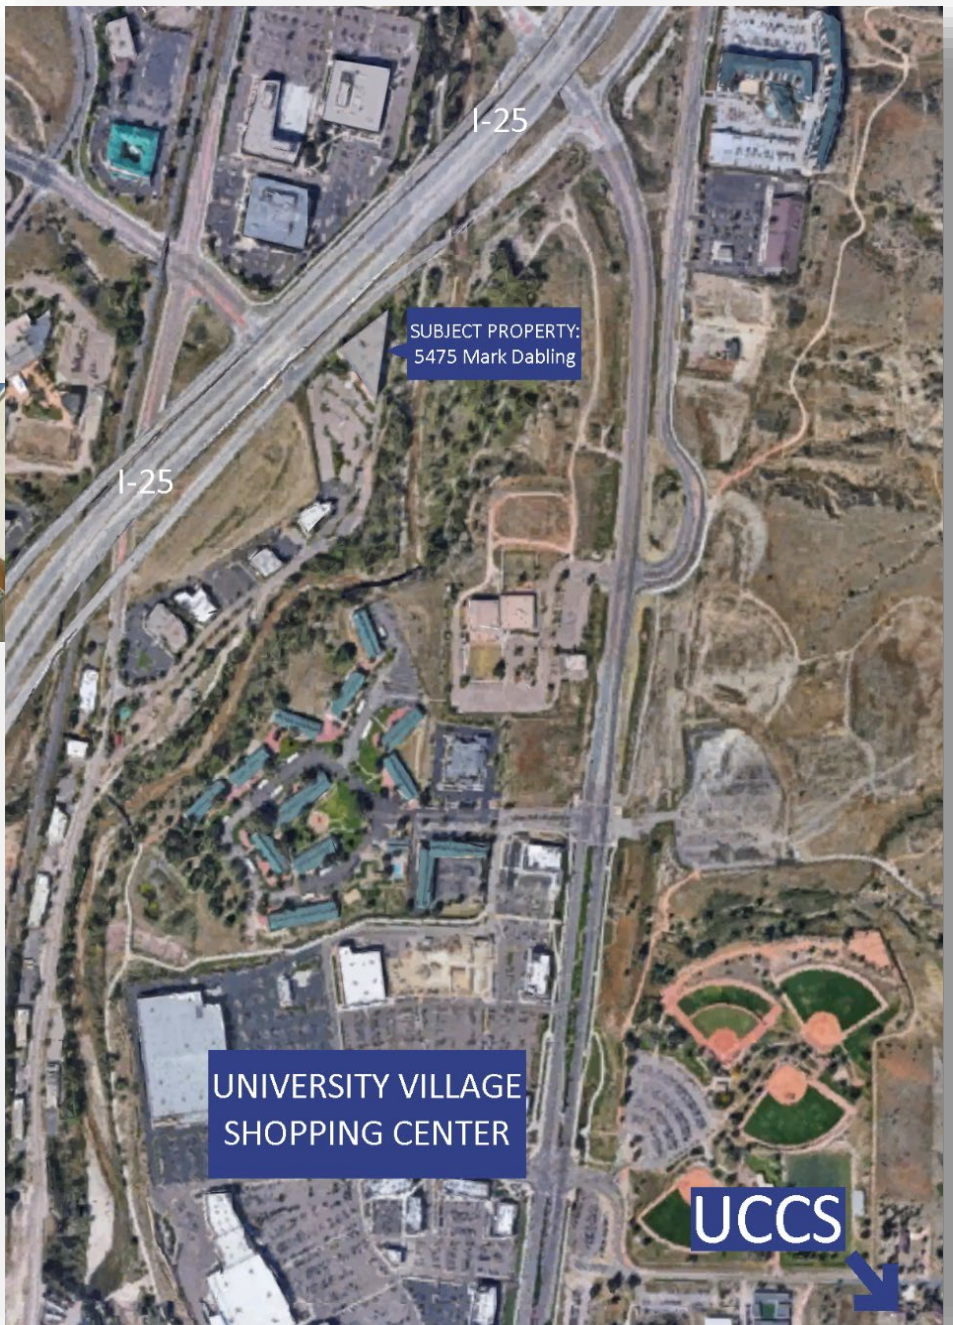 I-25
SUBJECT PROPERTY:
5475 Mark Dabling
I-25
UNIVERSITY VILLAGE
SHOPPING CENTER
UCCS